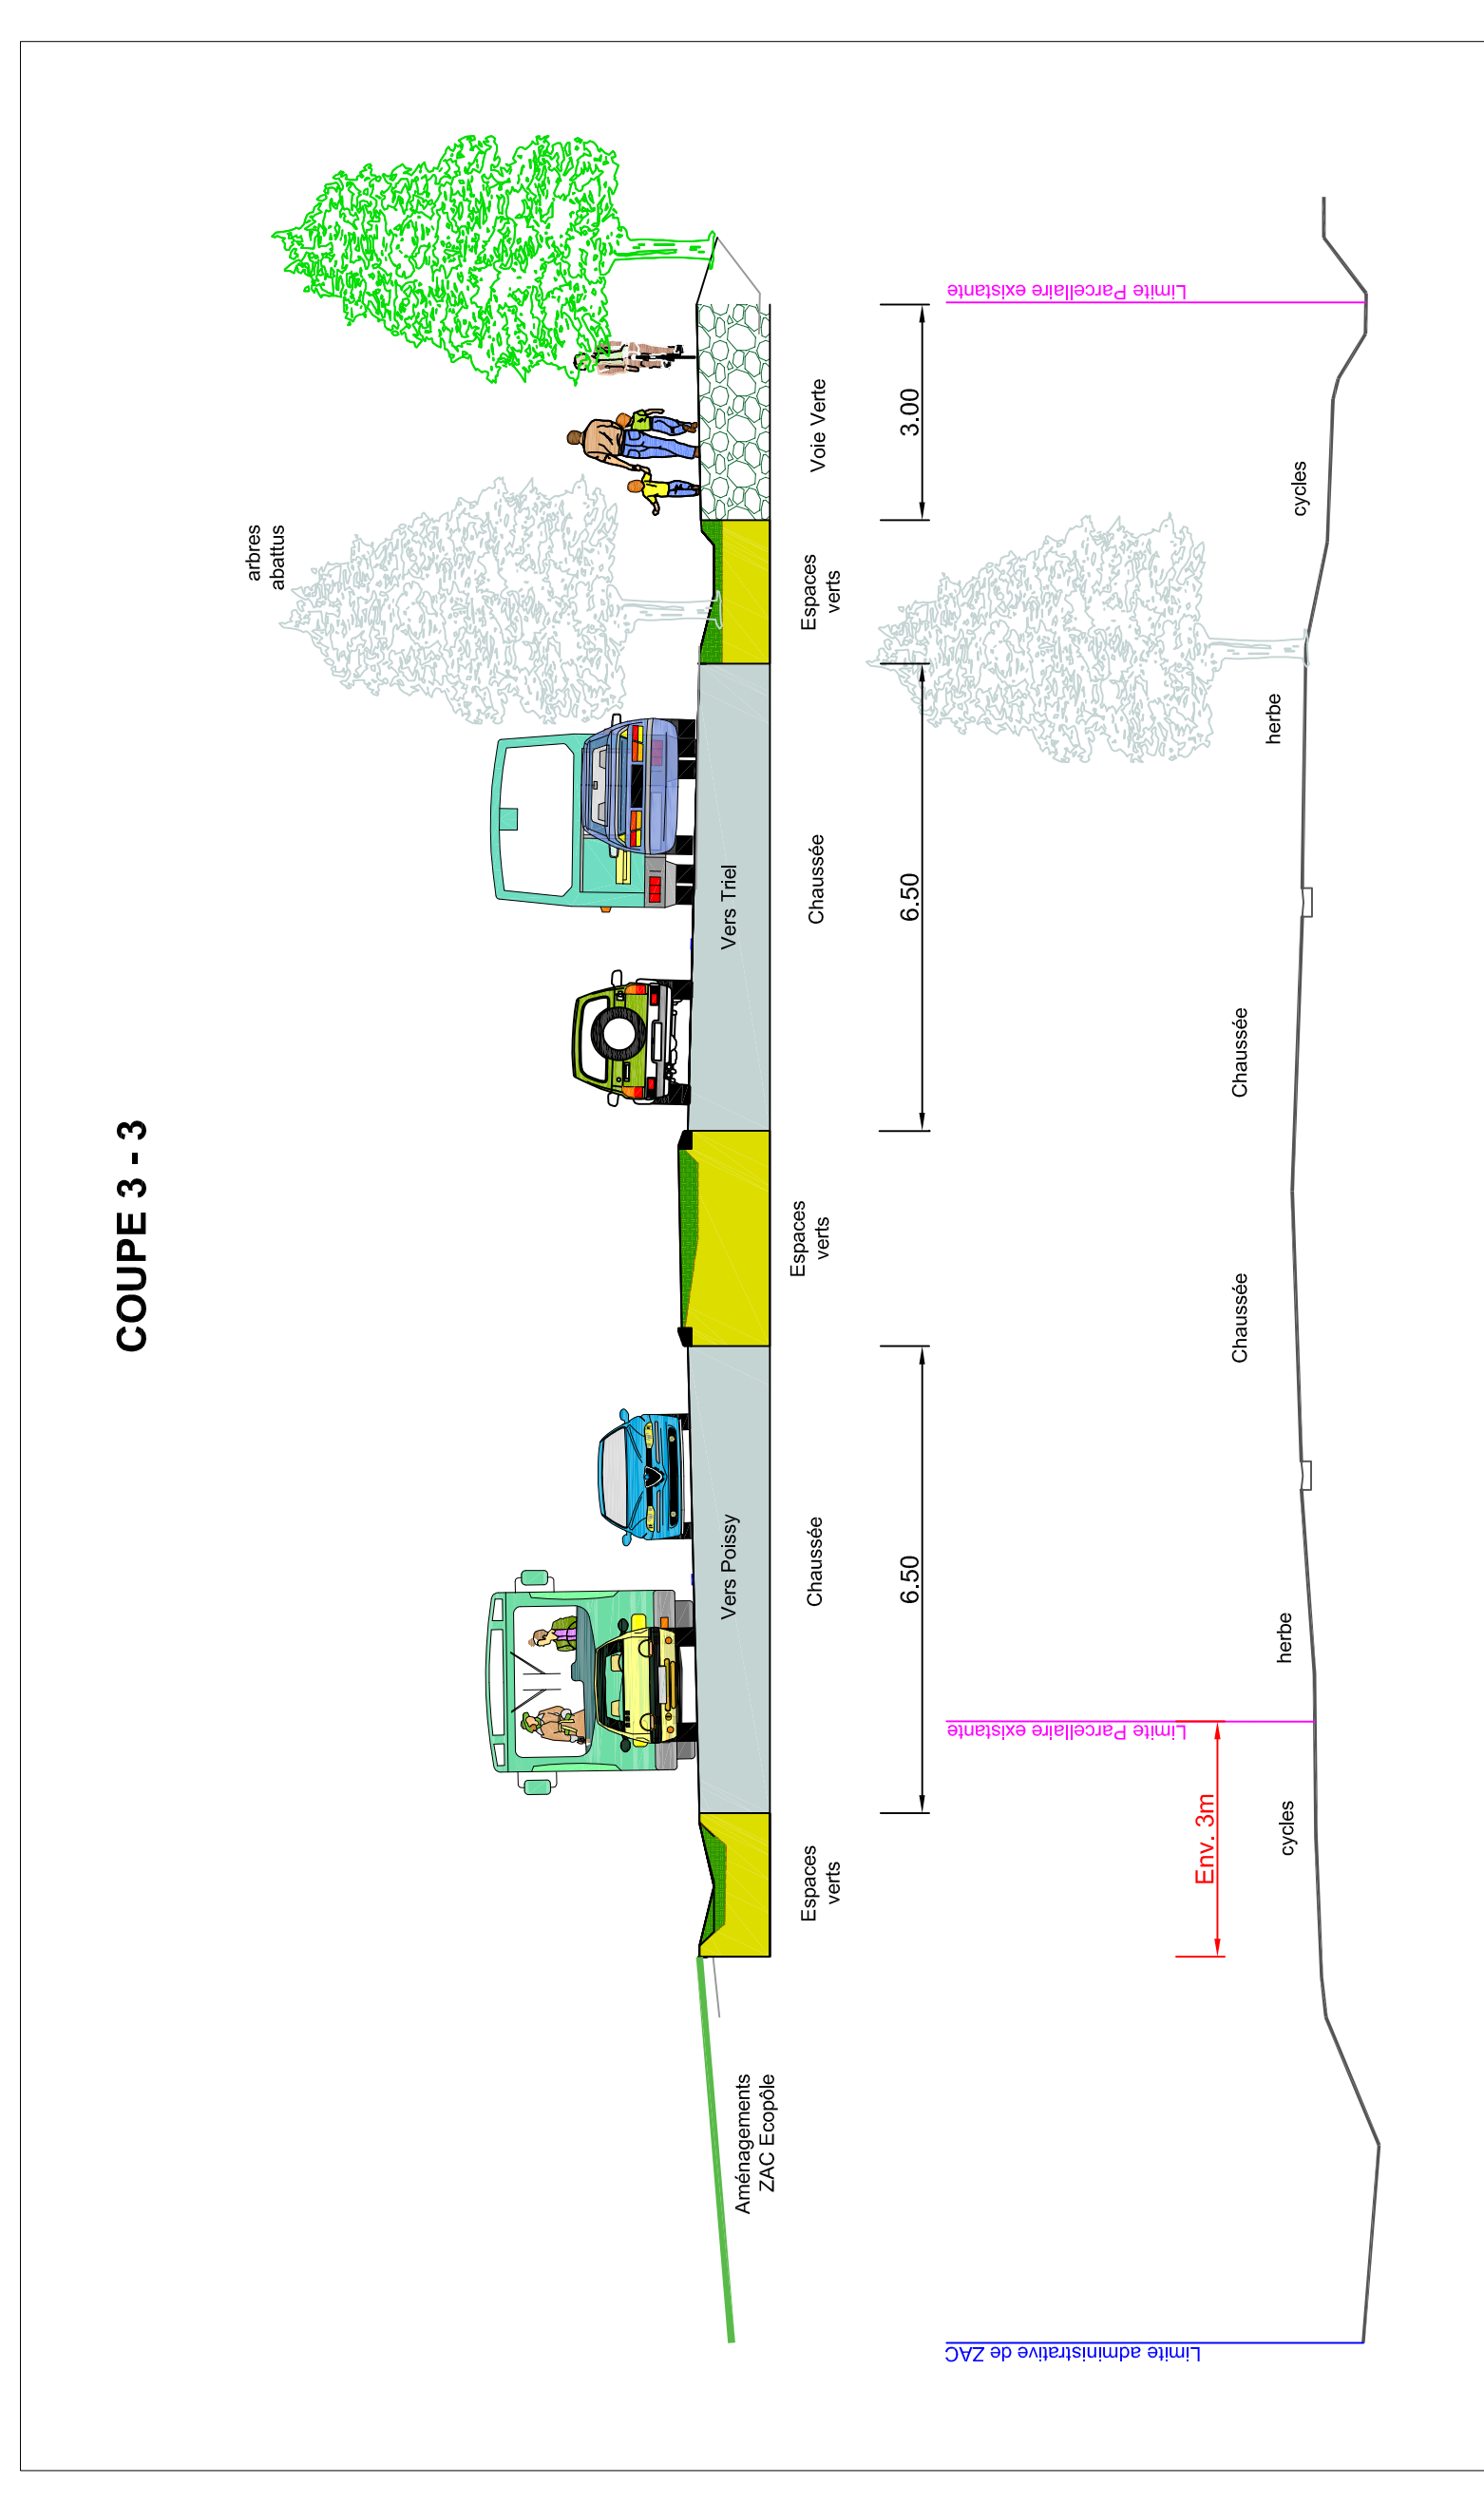 COUPE 3 - 3
arbres
abattus
Vers Poissy
Vers Triel
Aménagements
ZAC Ecopôle
Espaces
verts
Chaussée
Espaces
verts
Chaussée
Espaces
verts
Voie Verte
6.50
6.50
3.00
Limite administrative de ZAC
Limite Parcellaire existante
Limite Parcellaire existante
Env. 3m
cycles
herbe
Chaussée
Chaussée
herbe
cycles